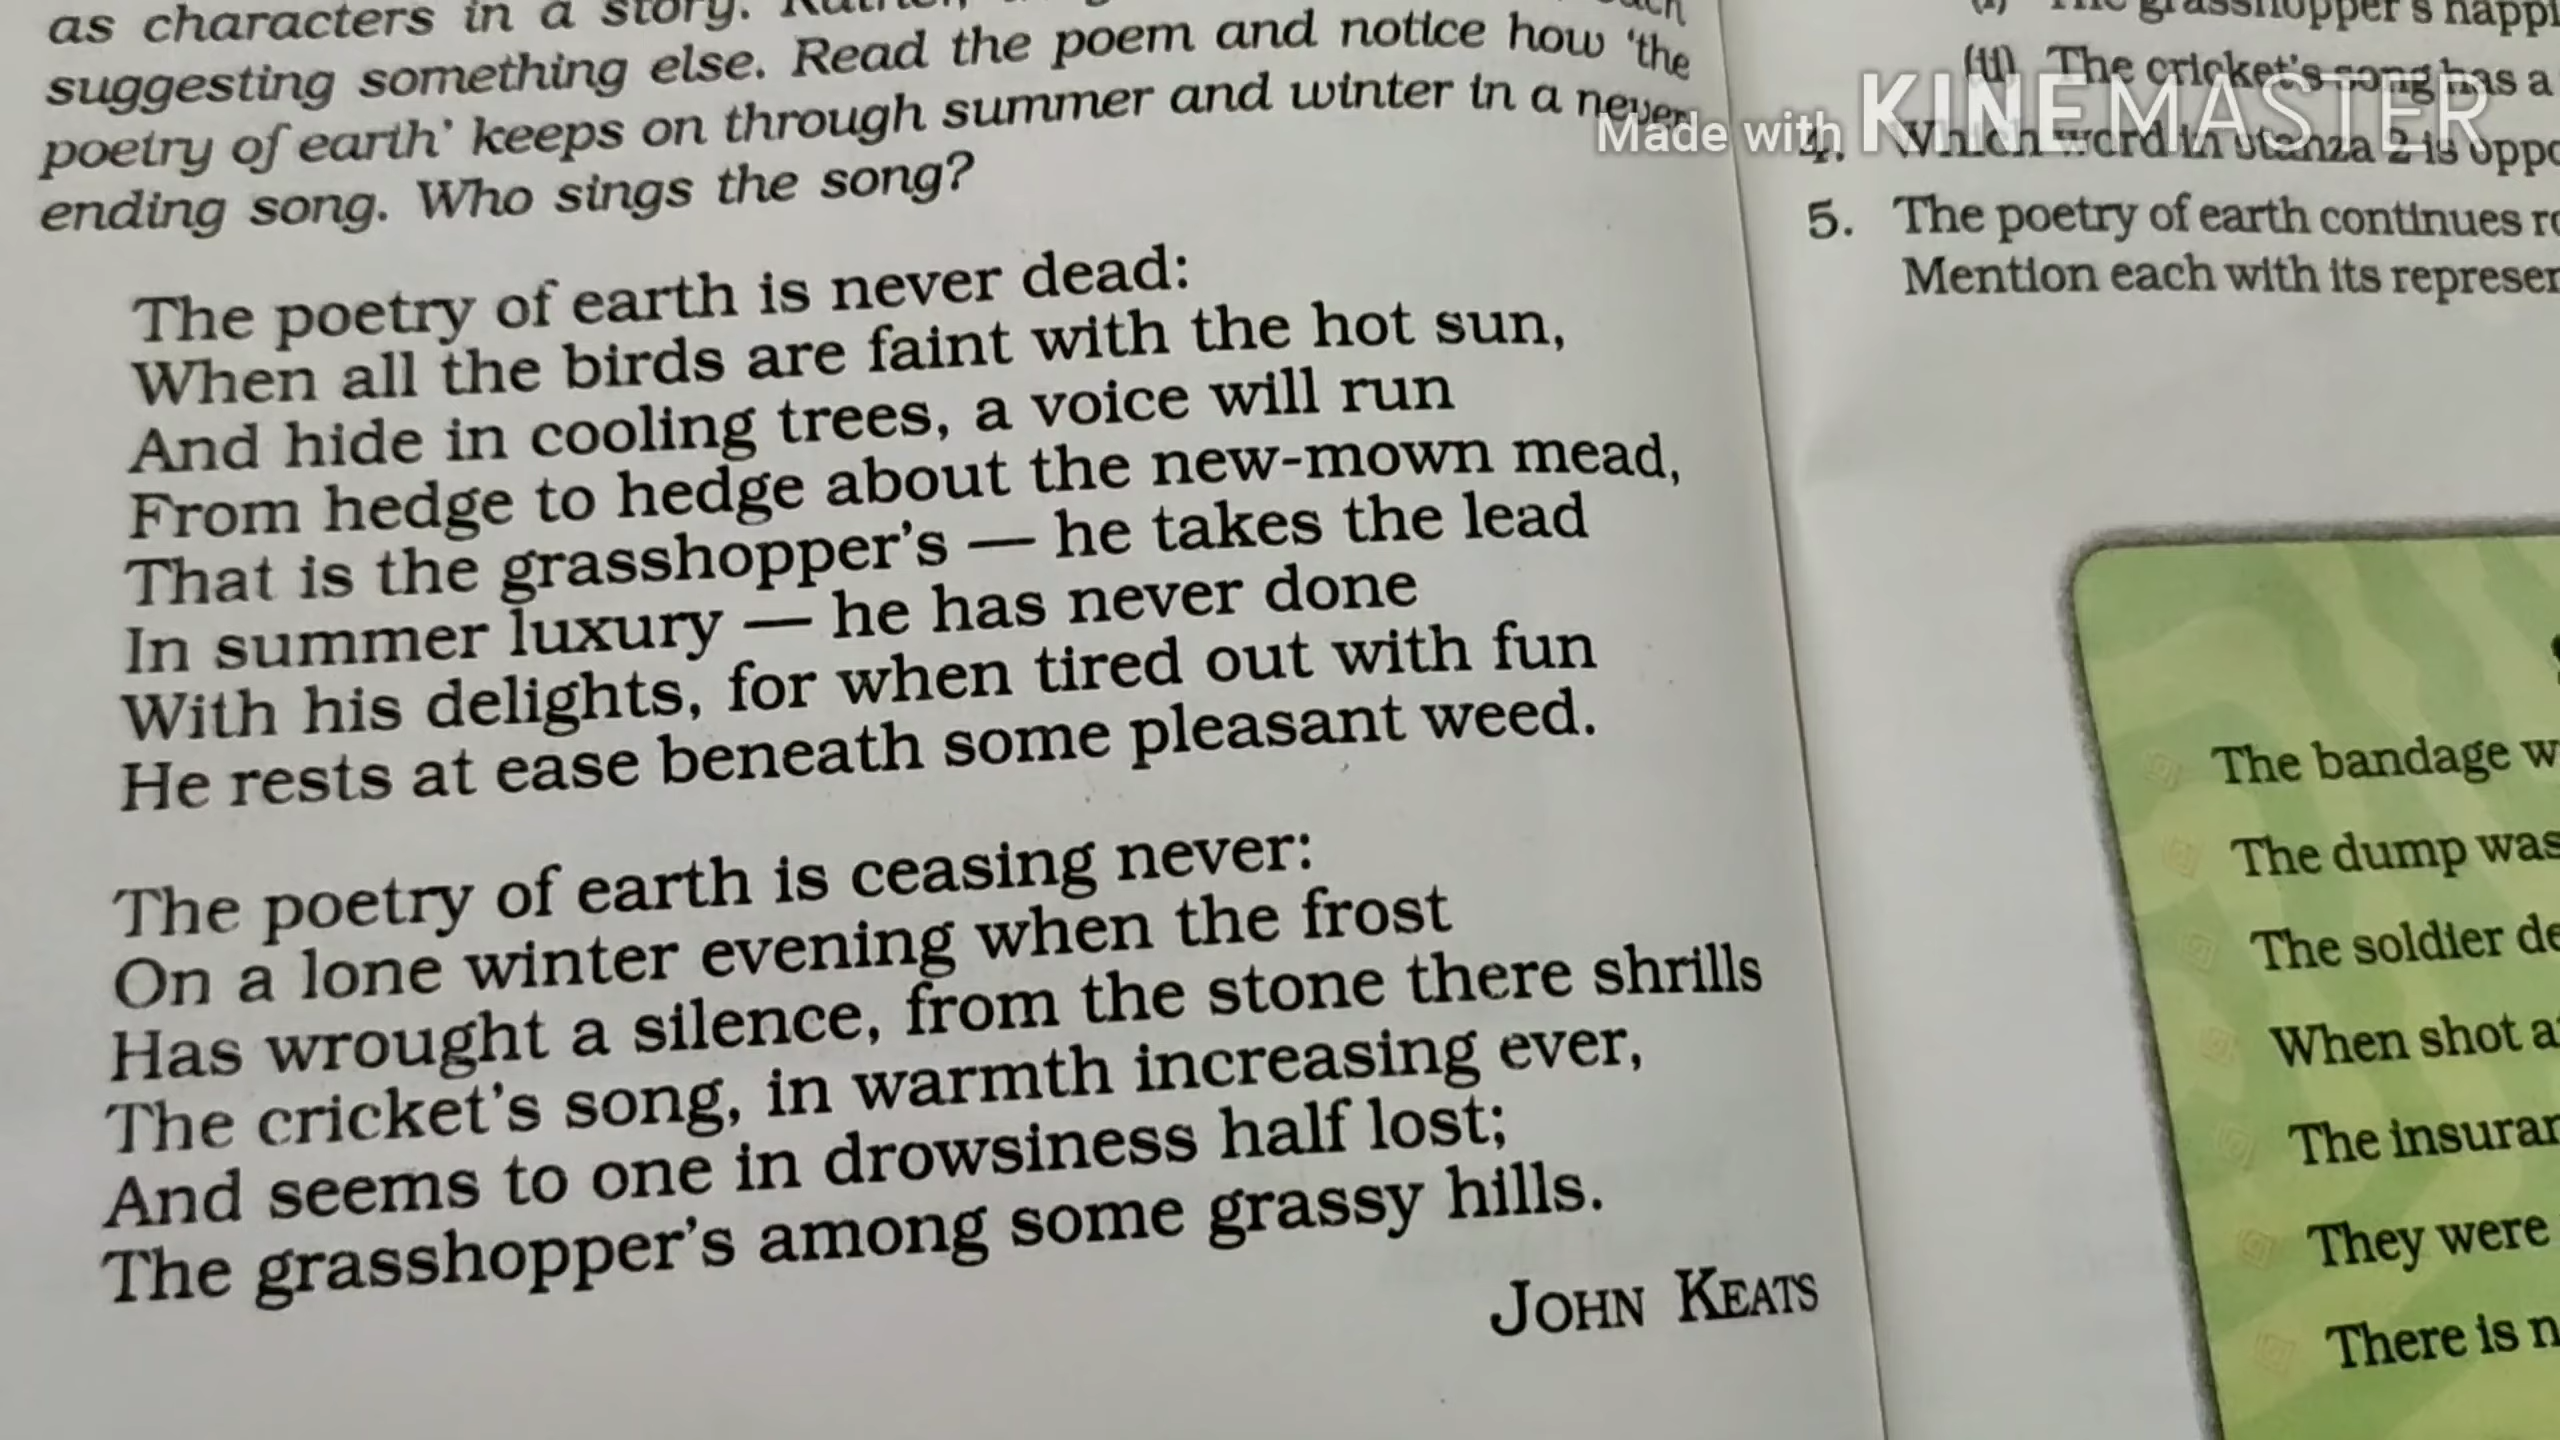 as characters in a story.
suggesting something else. Read the poem and notice how 'the
poetry of earth' keeps on through summer and winter in a never
ending song. Who sings the song?
The poetry of earth is never dead:
When all the birds are faint with the hot sun,
And hide in cooling trees, a voice will run
From hedge to hedge about the new-mown mead,
That is the grasshopper's — he takes the lead
In summer luxury — he has never done
With his delights, for when tired out with fun
He rests at ease beneath some pleasant weed.
The poetry of earth is ceasing never:
On a lone winter evening when the frost
Has wrought a silence, from the stone there shrills
The cricket's song, in warmth increasing ever,
And seems to one in drowsiness half lost;
The grasshopper's among some grassy hills.
JOHN KEATS
The grasshopper's
(ii) The cricket's song has a
Made with KINEMASTER
4. Which word in stanza 2 is
5. The poetry of earth continues
Mention each with its
The bandage
The dump was
The soldier
When shot
The
They were
There is